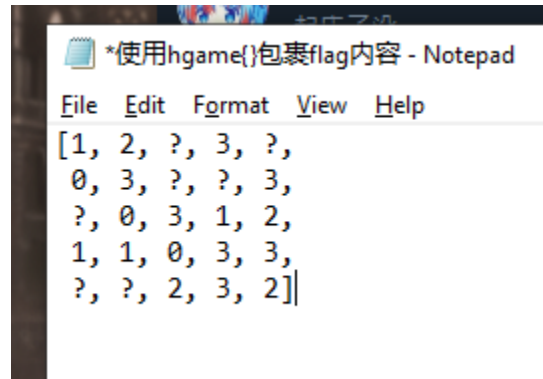 *使用hgame{}包裹flag内容 - Notepad
File Edit Format View Help
[1, 2, ?, 3, ?,
0, 3, ?, ?, 3,
?, 0, 3, 1, 2,
1, 1, 0, 3, 3,
?, ?, 2, 3, 2]